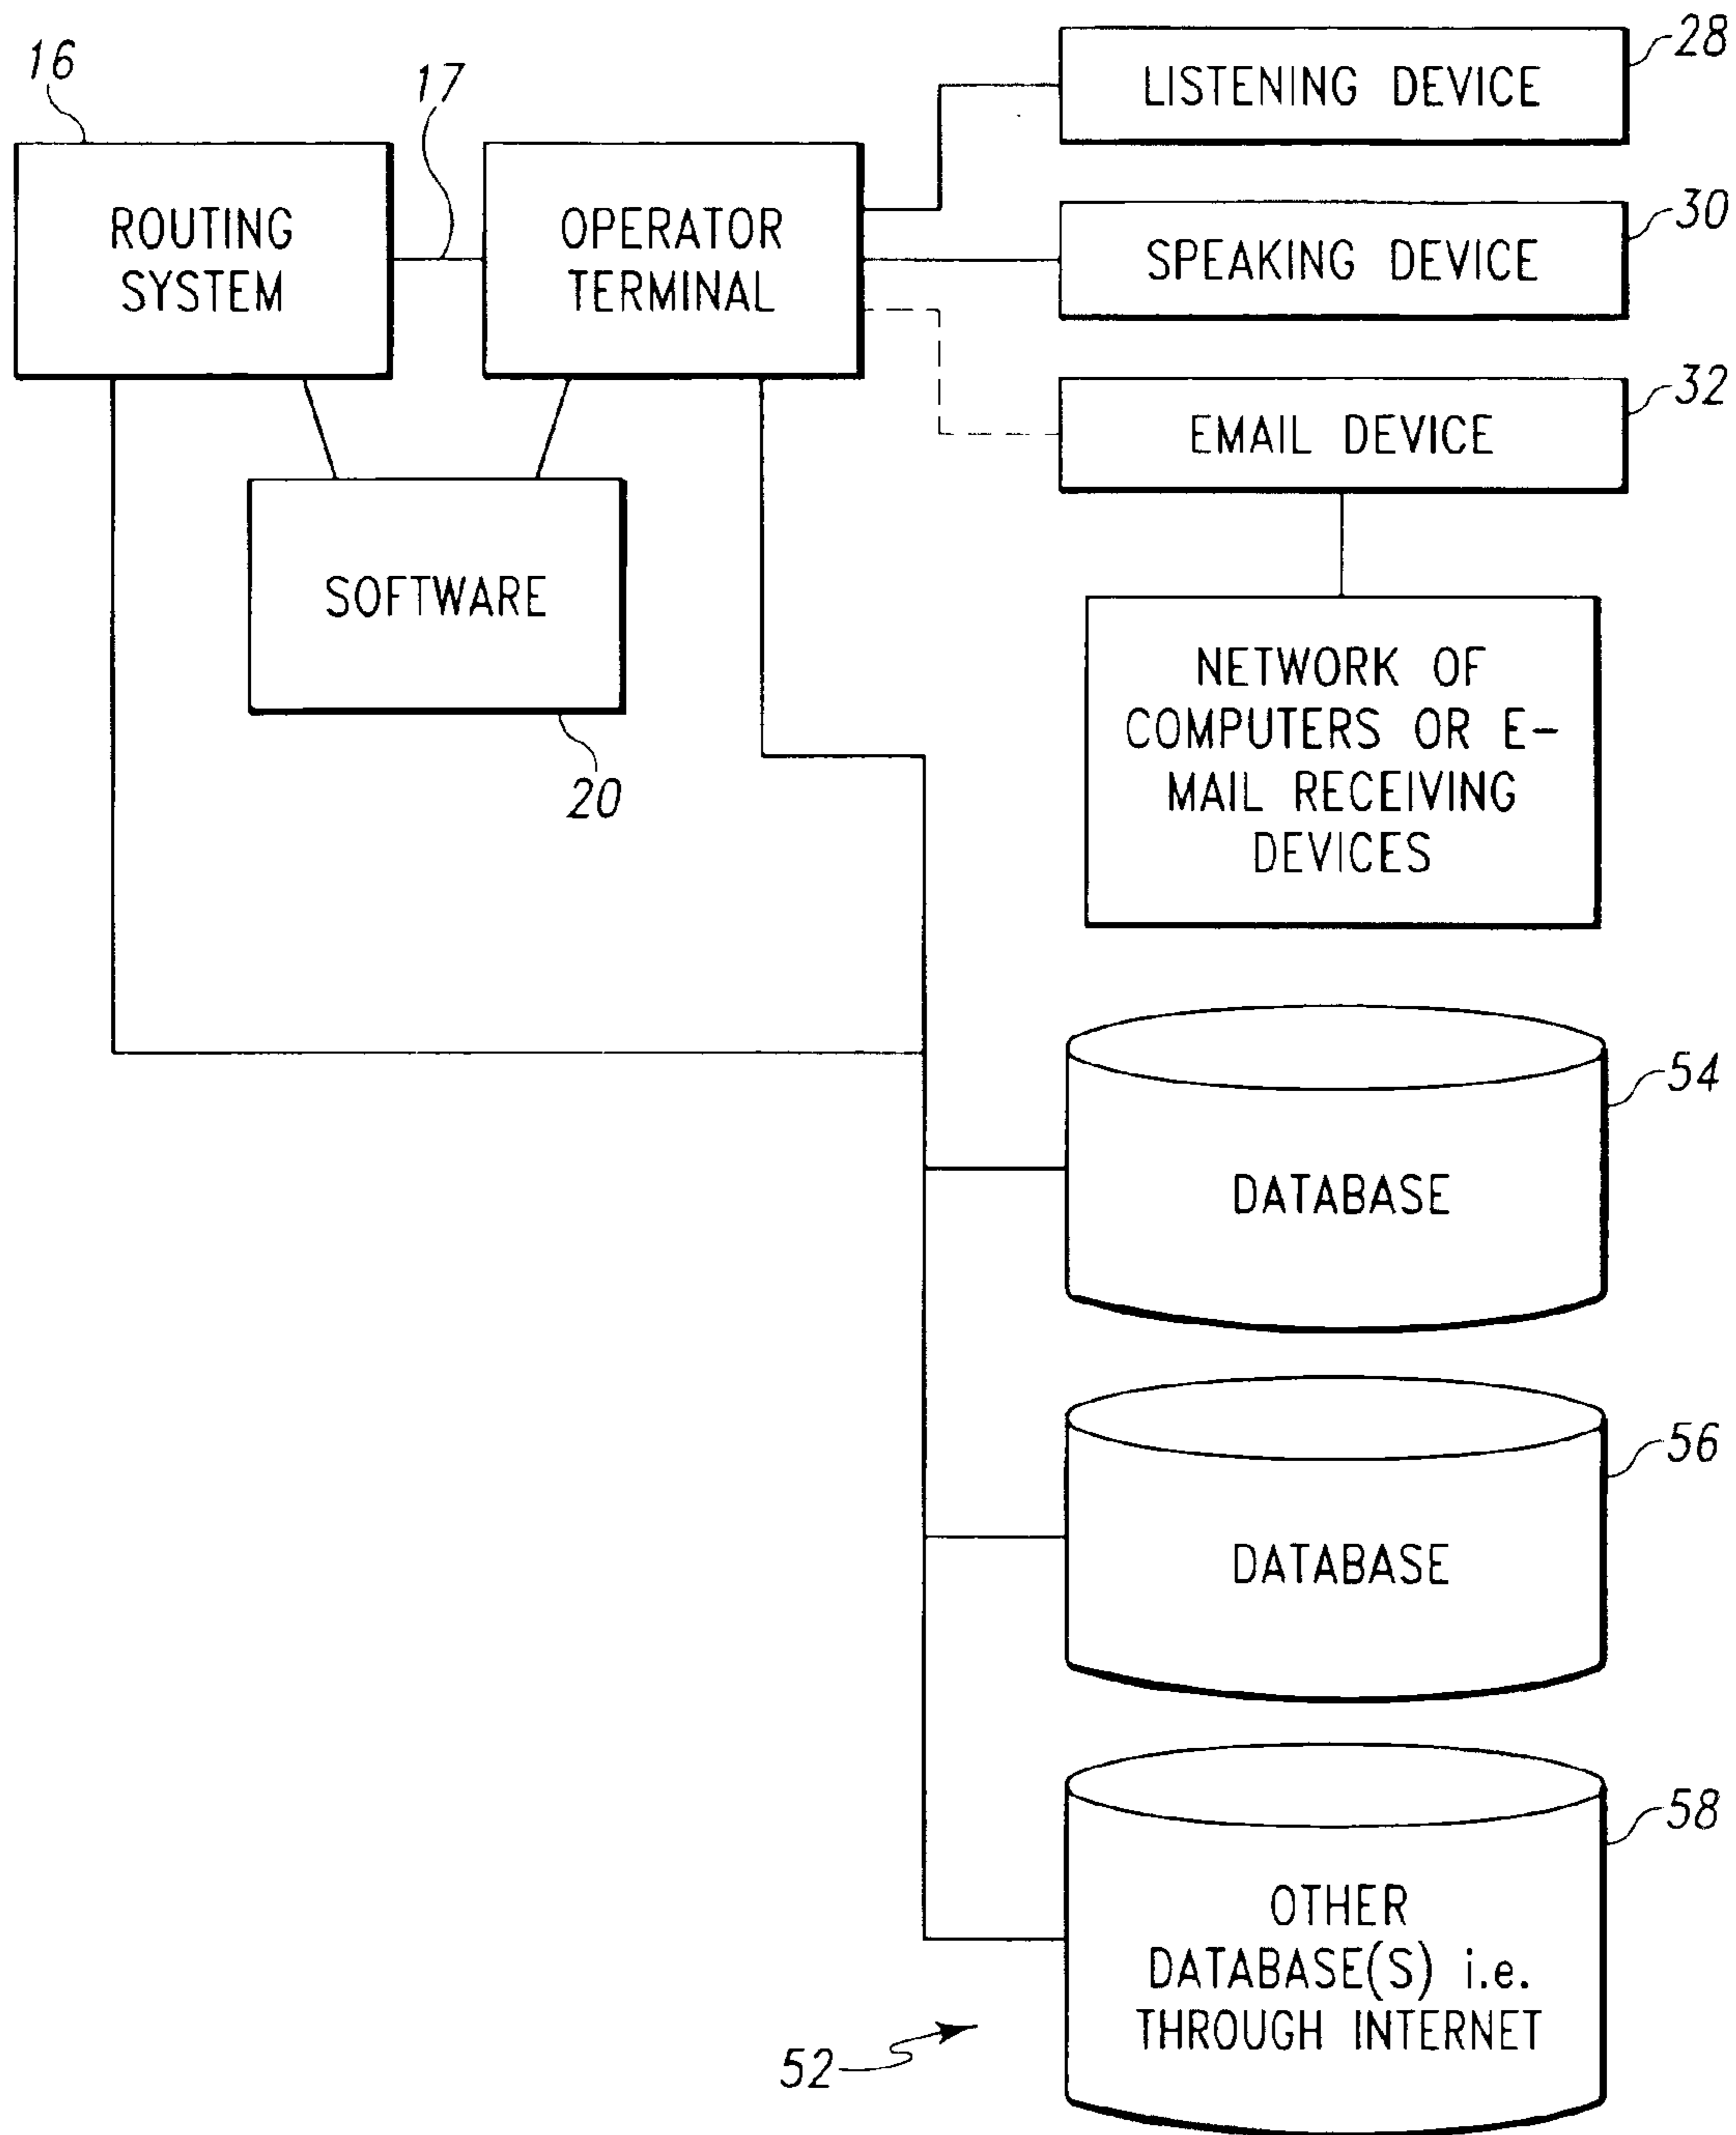 16
ROUTING
SYSTEM
17
OPERATOR
TERMINAL
LISTENING DEVICE
28
SPEAKING DEVICE
30
EMAIL DEVICE
32
SOFTWARE
20
NETWORK OF
COMPUTERS OR E-
MAIL RECEIVING
DEVICES
DATABASE
54
DATABASE
56
OTHER
DATABASE(S) i.e.
THROUGH INTERNET
58
52